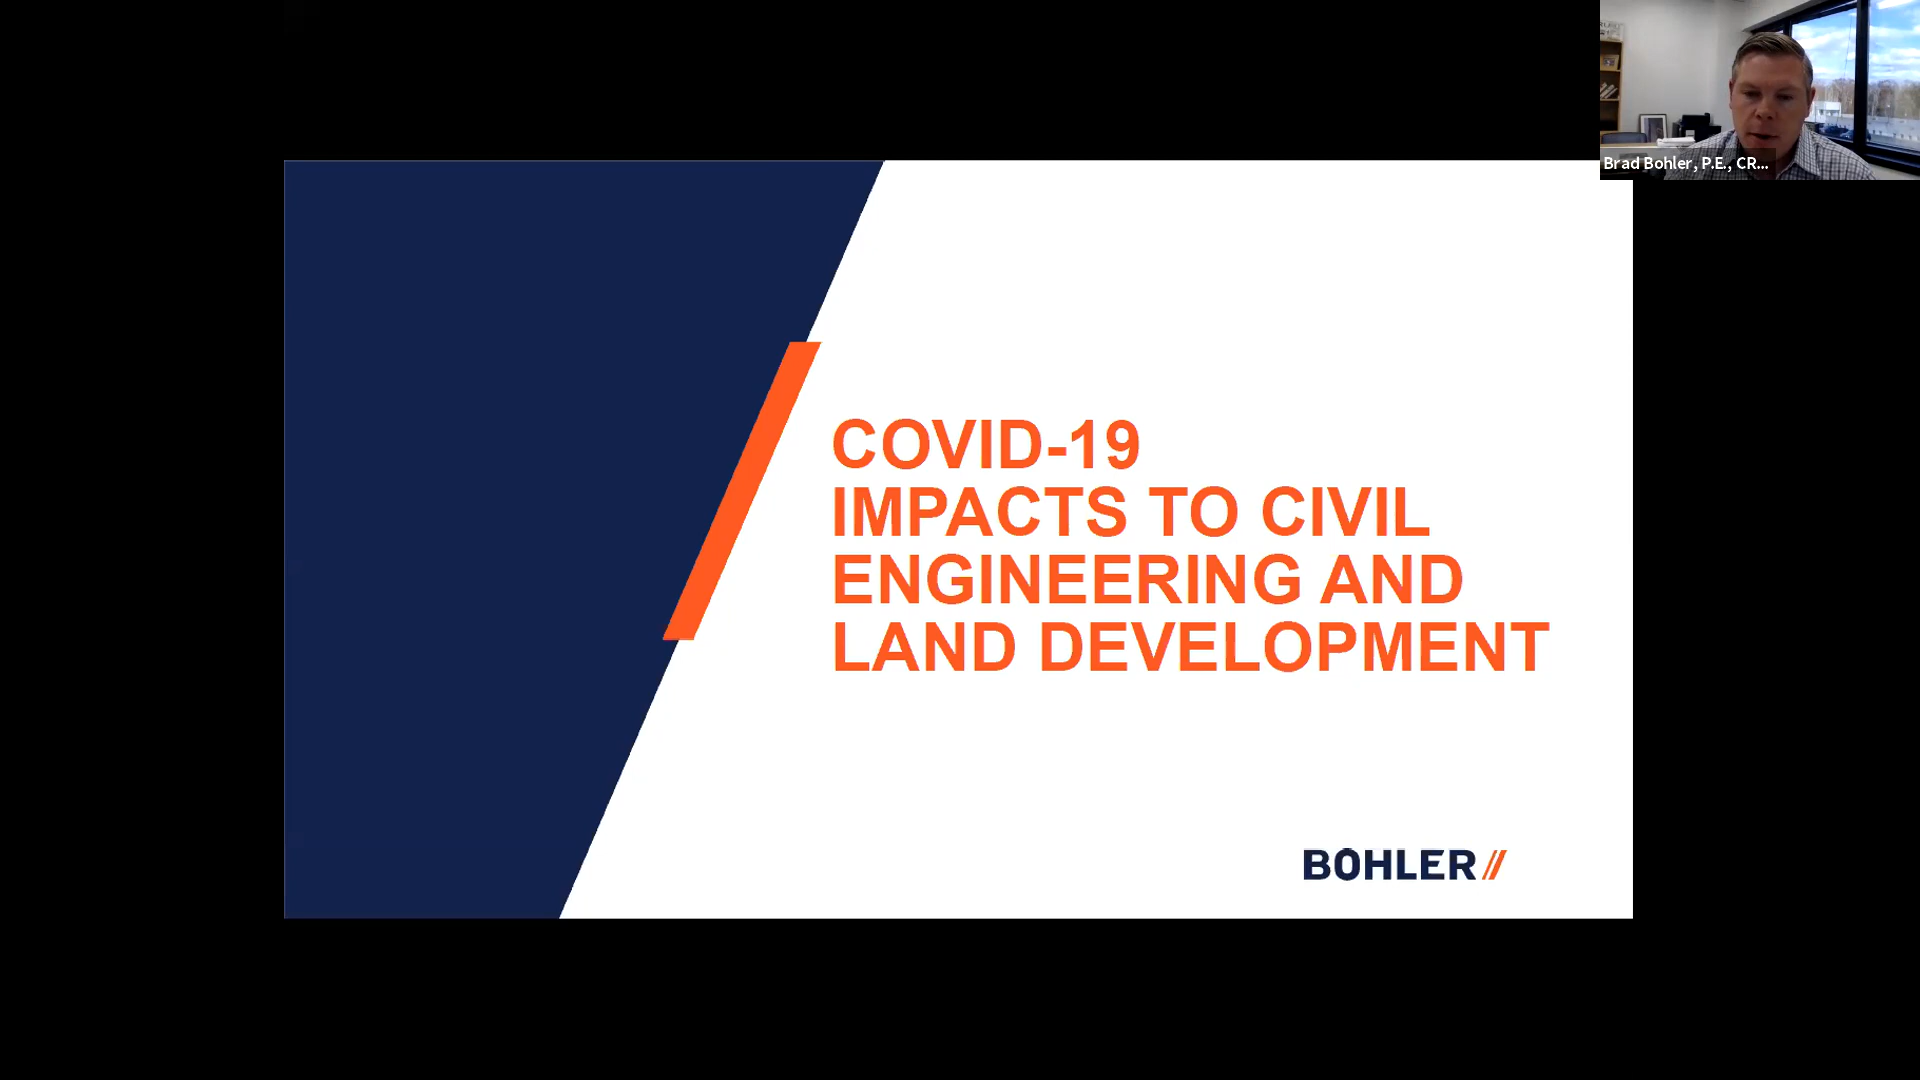 Brad Bohler, P.E., CR...
COVID-19
IMPACTS TO CIVIL
ENGINEERING AND
LAND DEVELOPMENT
BOHLER//